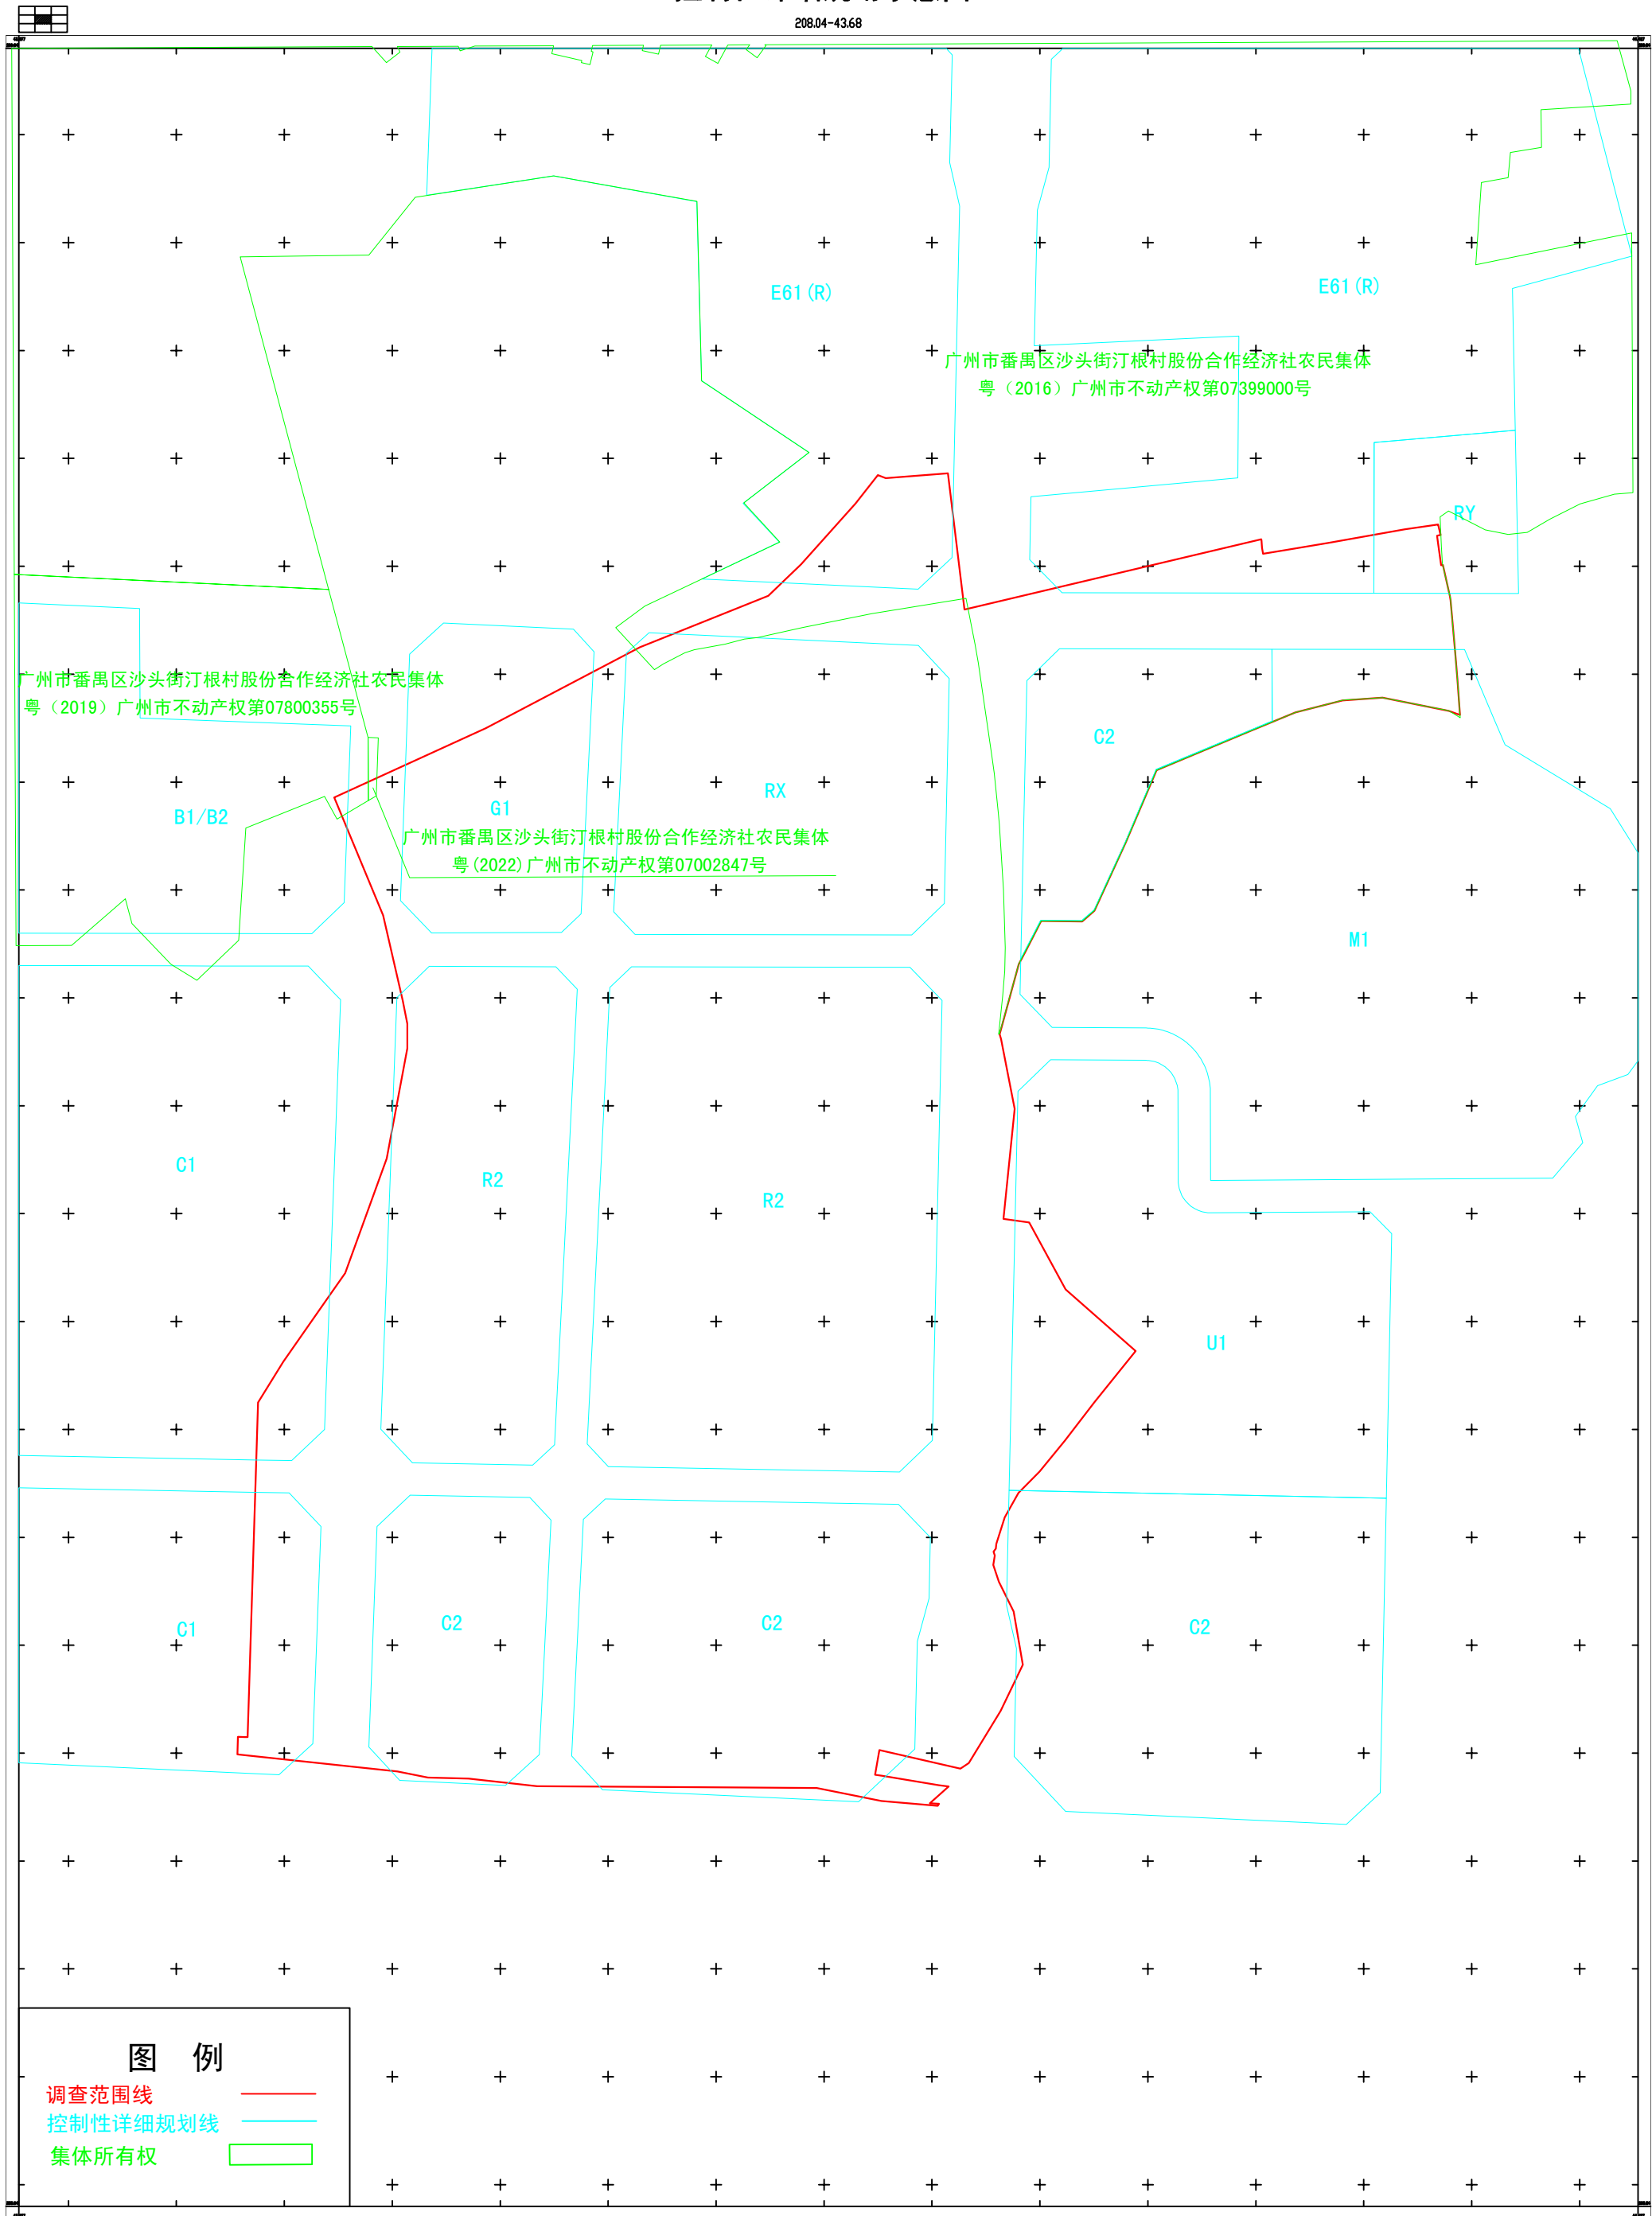 208.04-43.68
E61(R)
E61(R)
广州市番禺区沙头街汀根村股份合作经济社农民集体
粤（2016）广州市不动产权第07399000号
RY
广州市番禺区沙头街汀根村股份合作经济社农民集体
粤（2019）广州市不动产权第07800355号
C2
RX
G1
B1/B2
广州市番禺区沙头街汀根村股份合作经济社农民集体
粤(2022)广州市不动产权第07002847号
M1
C1
R2
R2
U1
C1
C2
C2
C2
图 例
调查范围线
控制性详细规划线
集体所有权